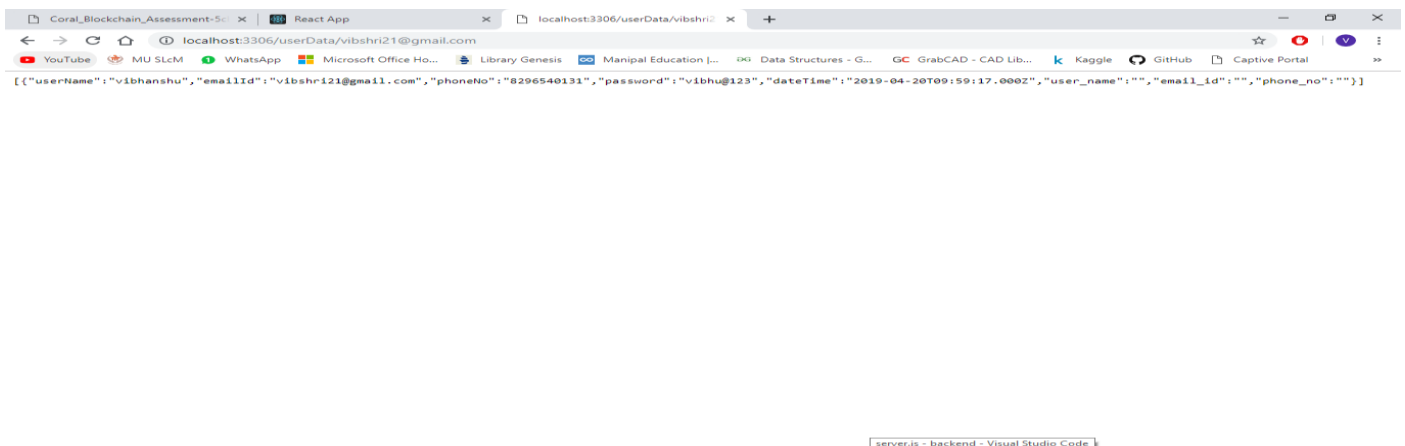 Coral_Blockchain_Assessment-5c React App localhost:3306/userData/vibshri2
localhost:3306/userData/vibshri21@gmail.com V
YouTube MU SLcM WhatsApp Microsoft Office Ho... Library Genesis Manipal Education |... Data Structures - G... GC GrabCAD - CAD Lib... k Kaggle GitHub Captive Portal »
[{"userName":"vibhanshu","emailId":"vibshri21@gmail.com","phoneNo":"8296540131","password":"vibhu@123","dateTime":"2019-04-20T09:59:17.000Z","user_name":"","email_id":"","phone_no":""}]
server.js - backend - Visual Studio Code